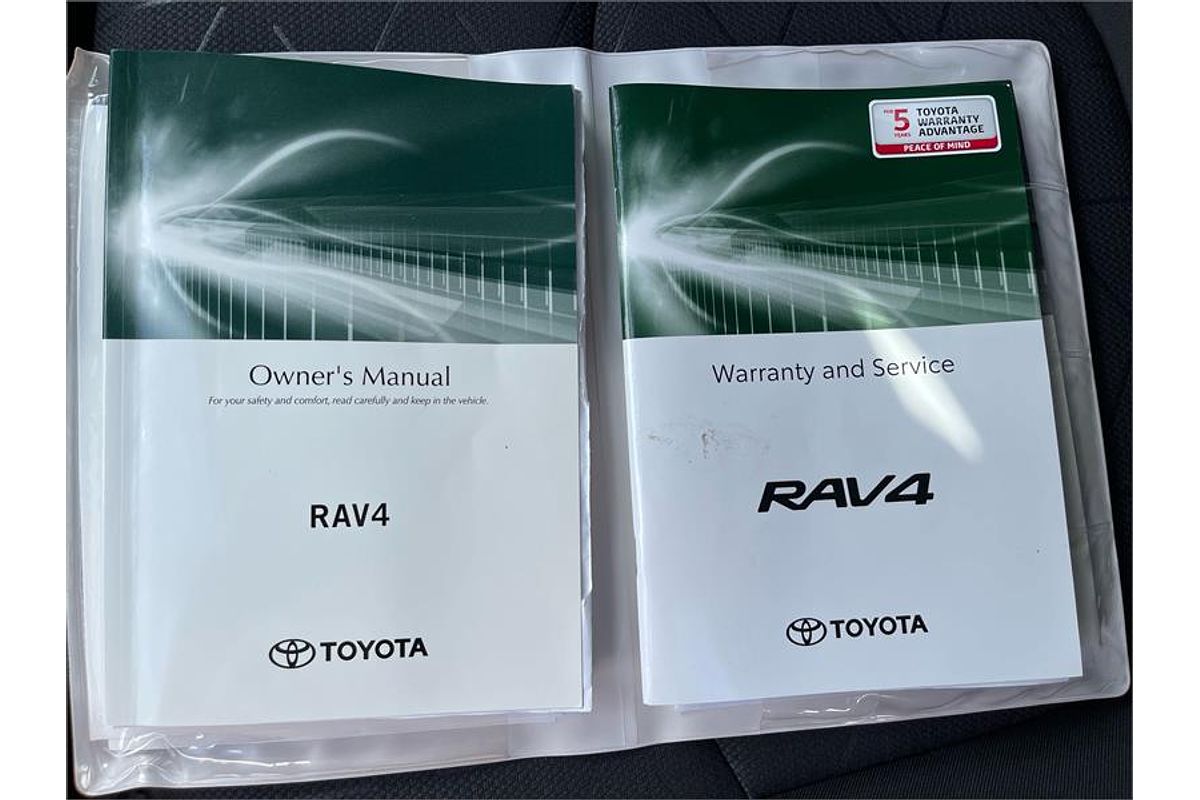 Owner's Manual
For your safety and comfort, read carefully and keep in the vehicle.
RAV4
TOYOTA
5
YEARS
TOYOTA
WARRANTY
ADVANTAGE
PEACE OF MIND
Warranty and Service
RAV4
TOYOTA